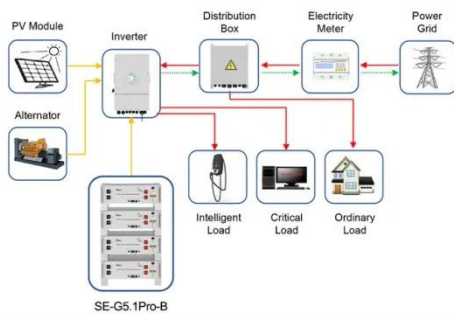 PV Module
Inverter
Distribution
Box
Electricity
Meter
Power
Grid
Alternator
Intelligent
Load
Critical
Load
Ordinary
Load
SE-G5.1Pro-B